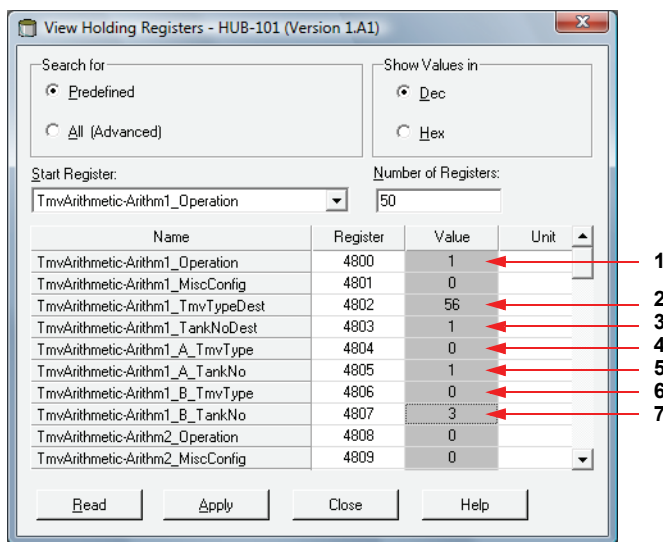 View Holding Registers - HUB-101 (Version 1.A1)
Search for
Predefined
All (Advanced)
Show Values in
Dec
Hex
Start Register:
Number of Registers:
TmvArithmetic-Arithm1_Operation
50
Name Register Value Unit
TmvArithmetic-Arithm1_Operation 4800 1 1
TmvArithmetic-Arithm1_MiscConfig 4801 0
TmvArithmetic-Arithm1_TmvTypeDest 4802 56 2
TmvArithmetic-Arithm1_TankNoDest 4803 1 3
TmvArithmetic-Arithm1_A_TmvType 4804 0 4
TmvArithmetic-Arithm1_A_TankNo 4805 1 5
TmvArithmetic-Arithm1_B_TmvType 4806 0 6
TmvArithmetic-Arithm1_B_TankNo 4807 3 7
TmvArithmetic-Arithm2_Operation 4808 0
TmvArithmetic-Arithm2_MiscConfig 4809 0
Read Apply Close Help